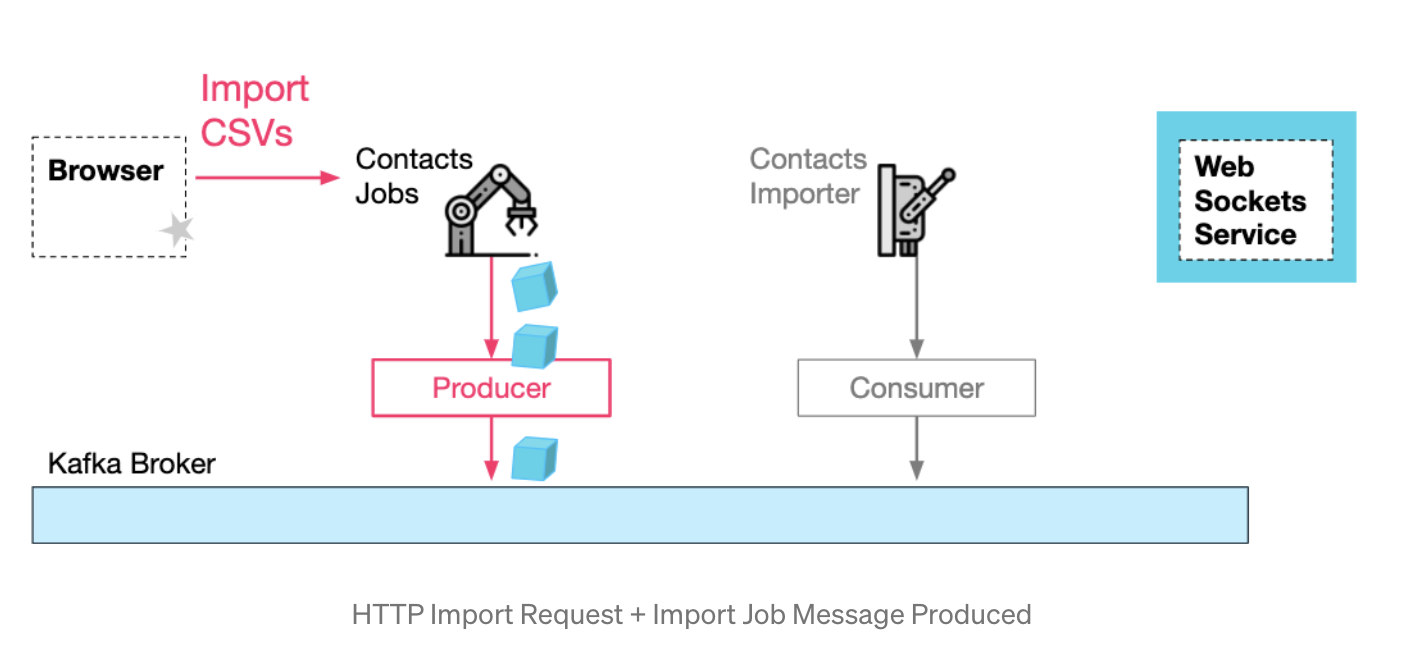 Import
CSVs
Browser
Contacts
Jobs
Contacts
Importer
Web
Sockets
Service
Producer
Consumer
Kafka Broker
HTTP Import Request + Import Job Message Produced